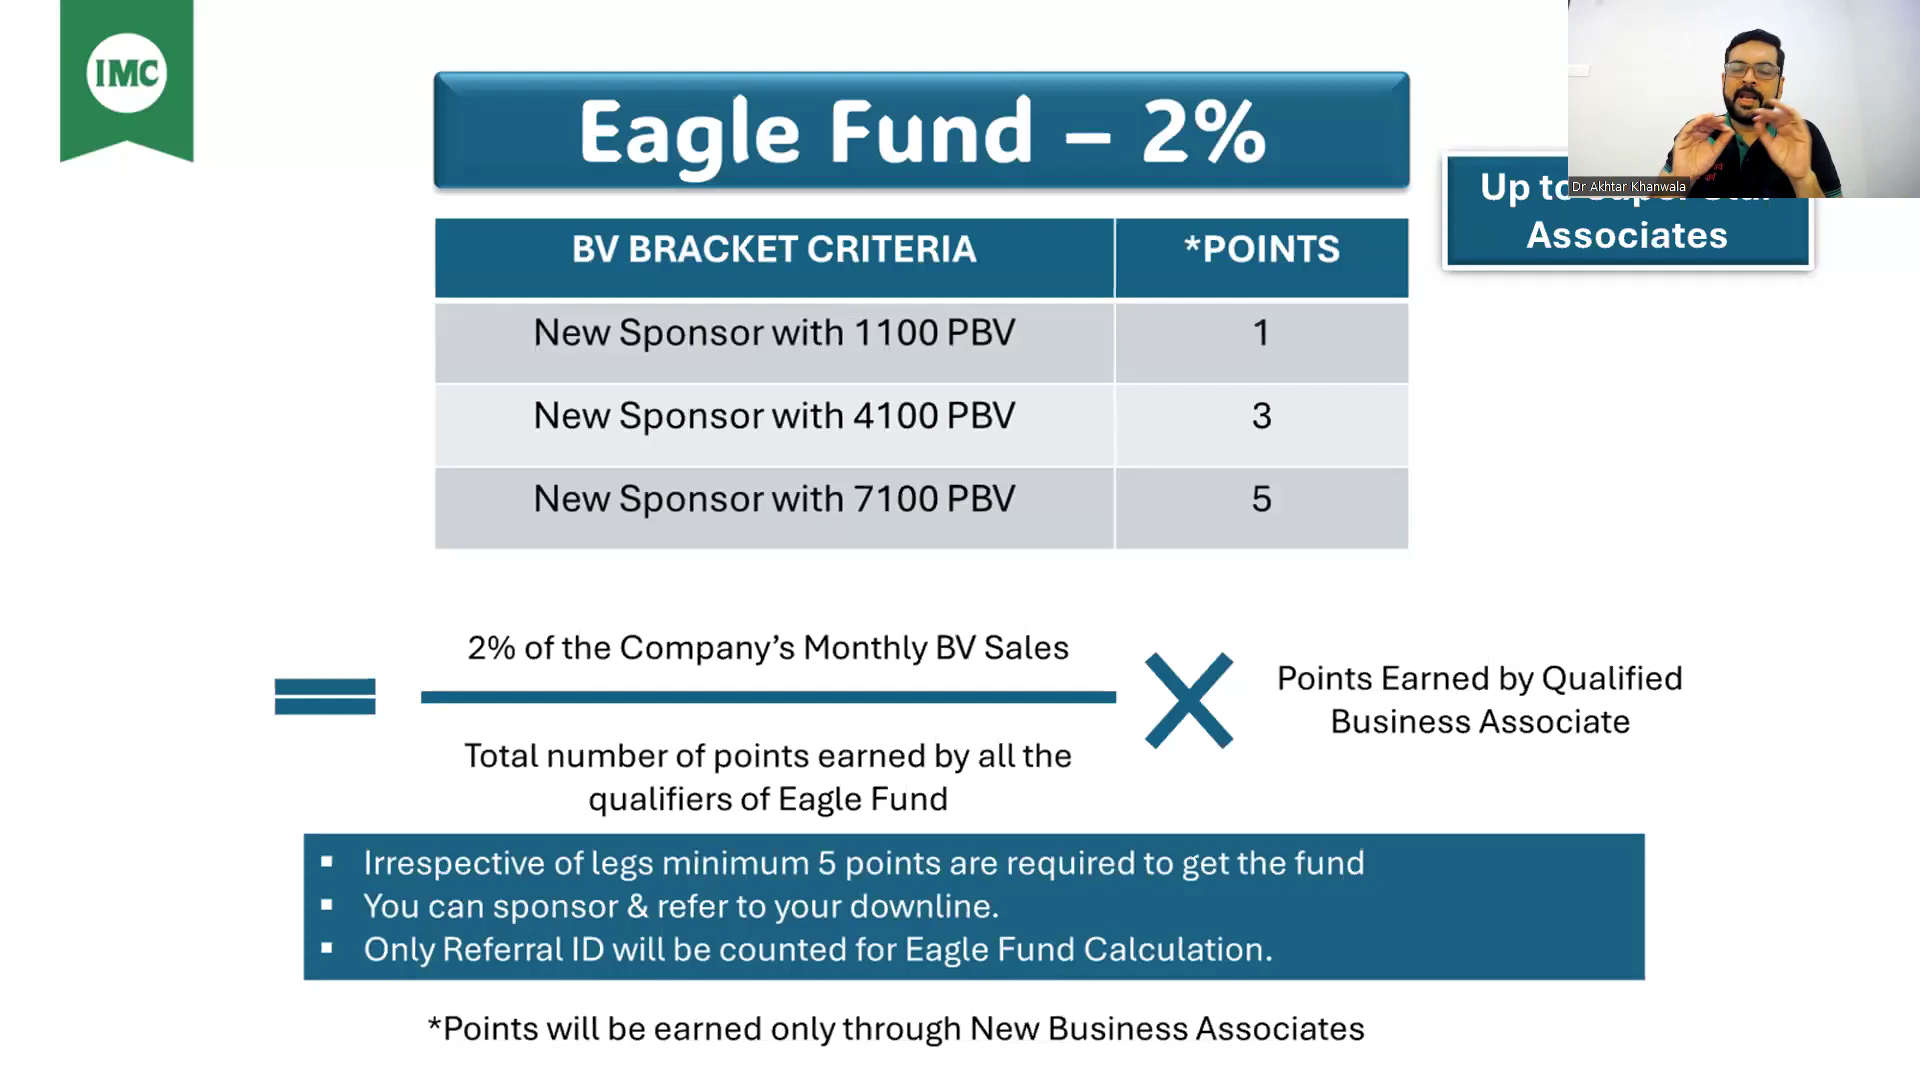 IMC
Eagle Fund – 2%
Up to
Associates
Dr Akhtar Khanwala
BV BRACKET CRITERIA
*POINTS
New Sponsor with 1100 PBV
1
New Sponsor with 4100 PBV
3
New Sponsor with 7100 PBV
5
2% of the Company’s Monthly BV Sales
Total number of points earned by all the
qualifiers of Eagle Fund
Points Earned by Qualified
Business Associate
▪ Irrespective of legs minimum 5 points are required to get the fund
▪ You can sponsor & refer to your downline.
▪ Only Referral ID will be counted for Eagle Fund Calculation.
*Points will be earned only through New Business Associates